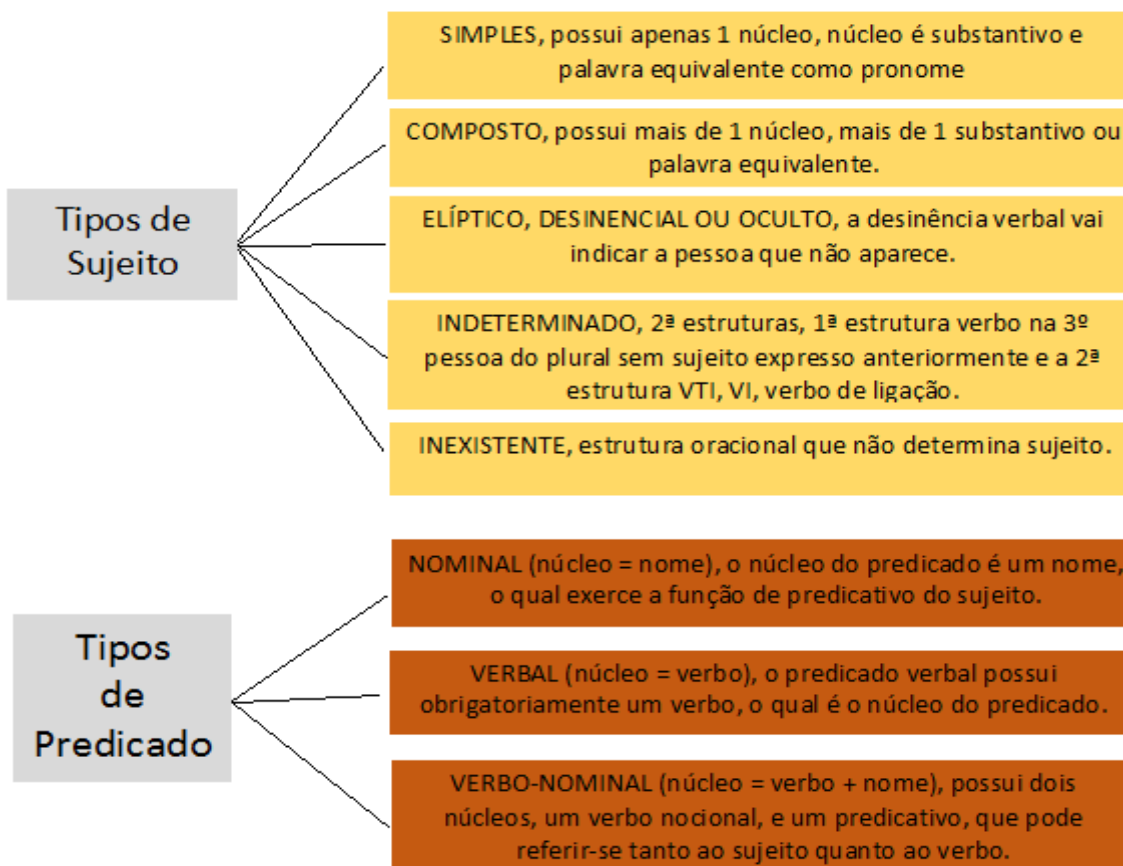 SIMPLES, possui apenas 1 núcleo, núcleo é substantivo e
palavra equivalente como pronome
COMPOSTO, possui mais de 1 núcleo, mais de 1 substantivo ou
palavra equivalente.
Tipos de
Sujeito
ELÍPTICO, DESINENCIAL OU OCULTO, a desinência verbal vai
indicar a pessoa que não aparece.
INDETERMINADO, 2ª estruturas, 1ª estrutura verbo na 3º
pessoa do plural sem sujeito expresso anteriormente e a 2ª
estrutura VTI, VI, verbo de ligação.
INEXISTENTE, estrutura oracional que não determina sujeito.
NOMINAL (núcleo = nome), o núcleo do predicado é um nome,
o qual exerce a função de predicativo do sujeito.
Tipos
de
Predicado
VERBAL (núcleo = verbo), o predicado verbal possui
obrigatoriamente um verbo, o qual é o núcleo do predicado.
VERBO-NOMINAL (núcleo = verbo + nome), possui dois
núcleos, um verbo nocional, e um predicativo, que pode
referir-se tanto ao sujeito quanto ao verbo.